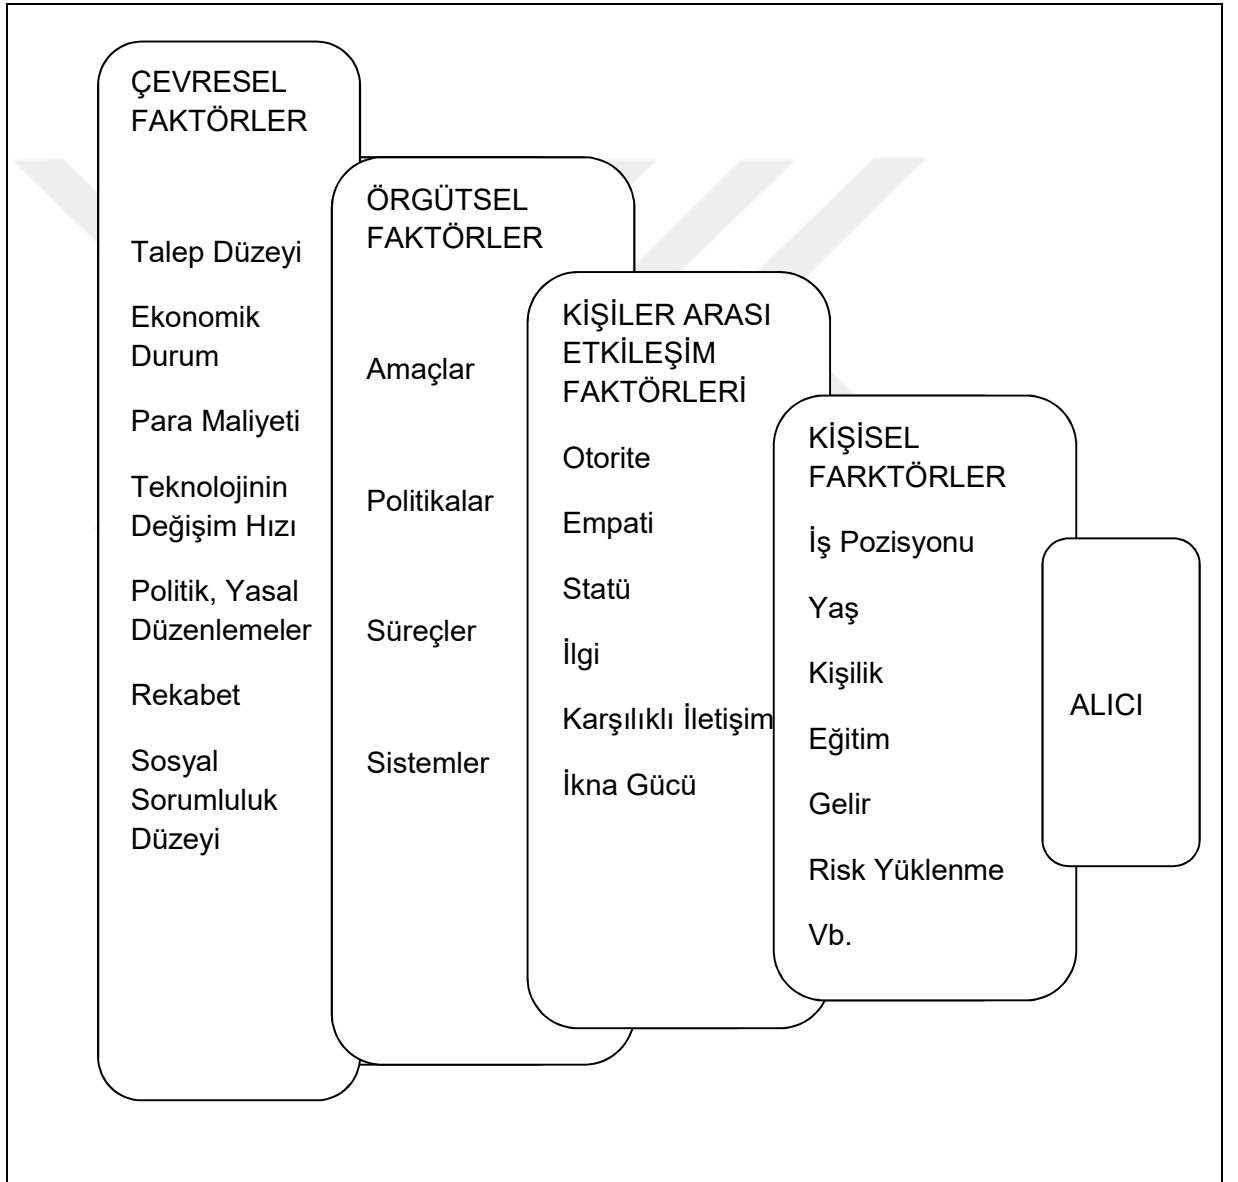 ÇEVRESEL
FAKTÖRLER
Talep Düzeyi
Ekonomik
Durum
Para Maliyeti
Teknolojinin
Değişim Hızı
Politik, Yasal
Düzenlemeler
Rekabet
Sosyal
Sorumluluk
Düzeyi
ÖRGÜTSEL
FAKTÖRLER
Amaçlar
Politikalar
Süreçler
Sistemler
KİŞİLER ARASI
ETKİLEŞİM
FAKTÖRLERİ
Otorite
Empati
Statü
İlgi
Karşılıklı İletişim
İkna Gücü
KİŞİSEL
FARKTÖRLER
İş Pozisyonu
Yaş
Kişilik
Eğitim
Gelir
Risk Yüklenme
Vb.
ALICI